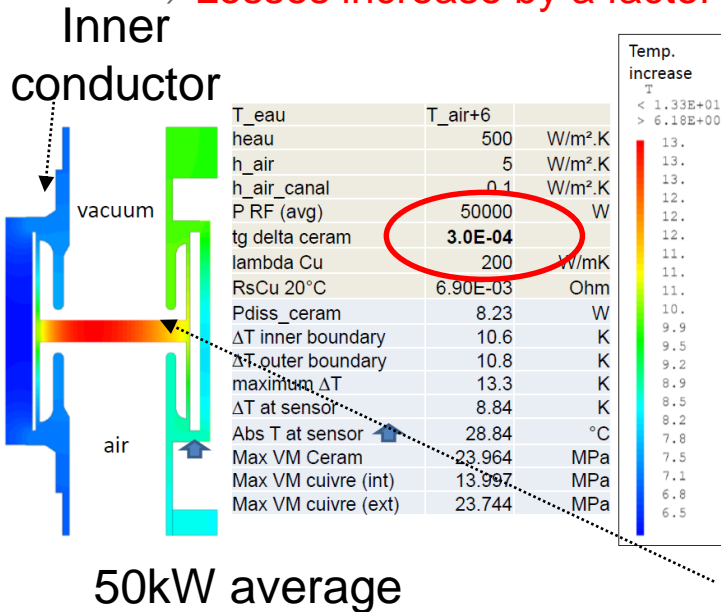 Losses increase by a factor
Inner
conductor
vacuum
air
T_eau T_air+6
heau 500 W/m².K
h_air 5 W/m².K
h_air_canal 0.1 W/m².K
P RF (avg) 50000 W
tg delta ceram 3.0E-04
lambda Cu 200 W/mK
RsCu 20°C 6.90E-03 Ohm
Pdiss_ceram 8.23 W
ΔT inner boundary 10.6 K
ΔT outer boundary 10.8 K
maximum ΔT 13.3 K
ΔT at sensor 8.84 K
Abs T at sensor 28.84 °C
Max VM Ceram 23.964 MPa
Max VM cuivre (int) 13.997 MPa
Max VM cuivre (ext) 23.744 MPa
Temp.
increase
T
< 1.33E+01
> 6.18E+00
13.
13.
13.
12.
12.
12.
11.
11.
11.
10.
9.9
9.5
9.2
8.9
8.5
8.2
7.8
7.5
7.1
6.8
6.5
50kW average